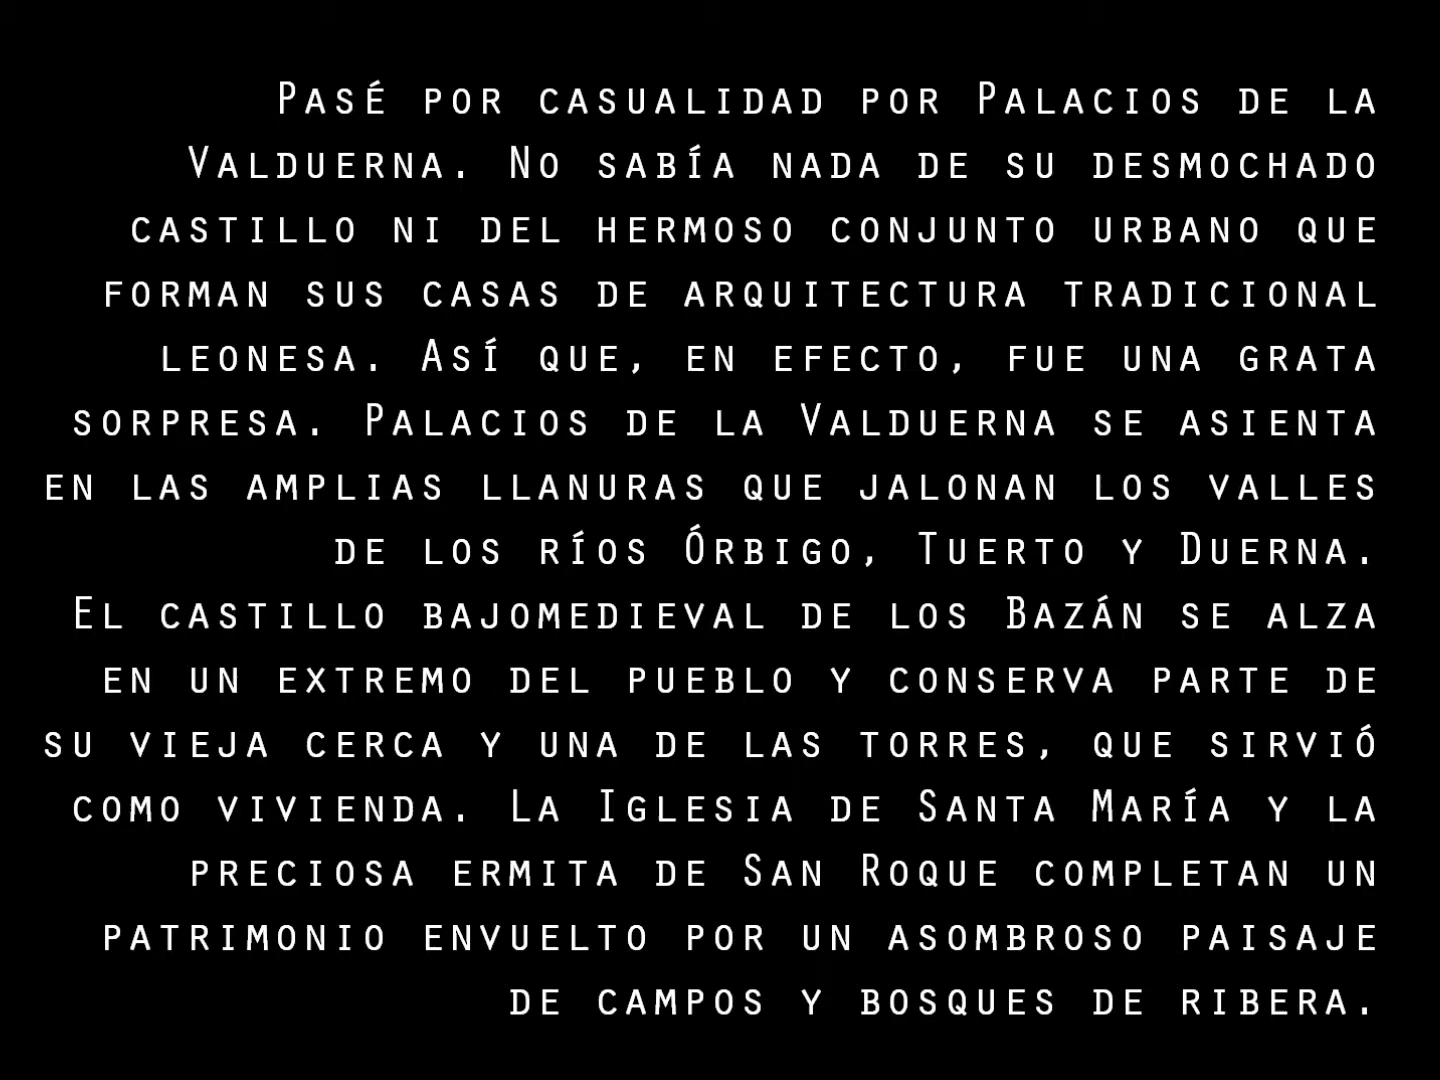 Pasé por casualidad por Palacios de la
Valduerna. No sabía nada de su desmochado
castillo ni del hermoso conjunto urbano que
forman sus casas de arquitectura tradicional
leonesa. Así que, en efecto, fue una grata
sorpresa. Palacios de la Valduerna se asienta
en las amplias llanuras que jalonan los valles
de los ríos Órbigo, Tuerto y Duerna.
El castillo bajomedieval de los Bazán se alza
en un extremo del pueblo y conserva parte de
su vieja cerca y una de las torres, que sirvió
como vivienda. La Iglesia de Santa María y la
preciosa ermita de San Roque completan un
patrimonio envuelto por un asombroso paisaje
de campos y bosques de ribera.